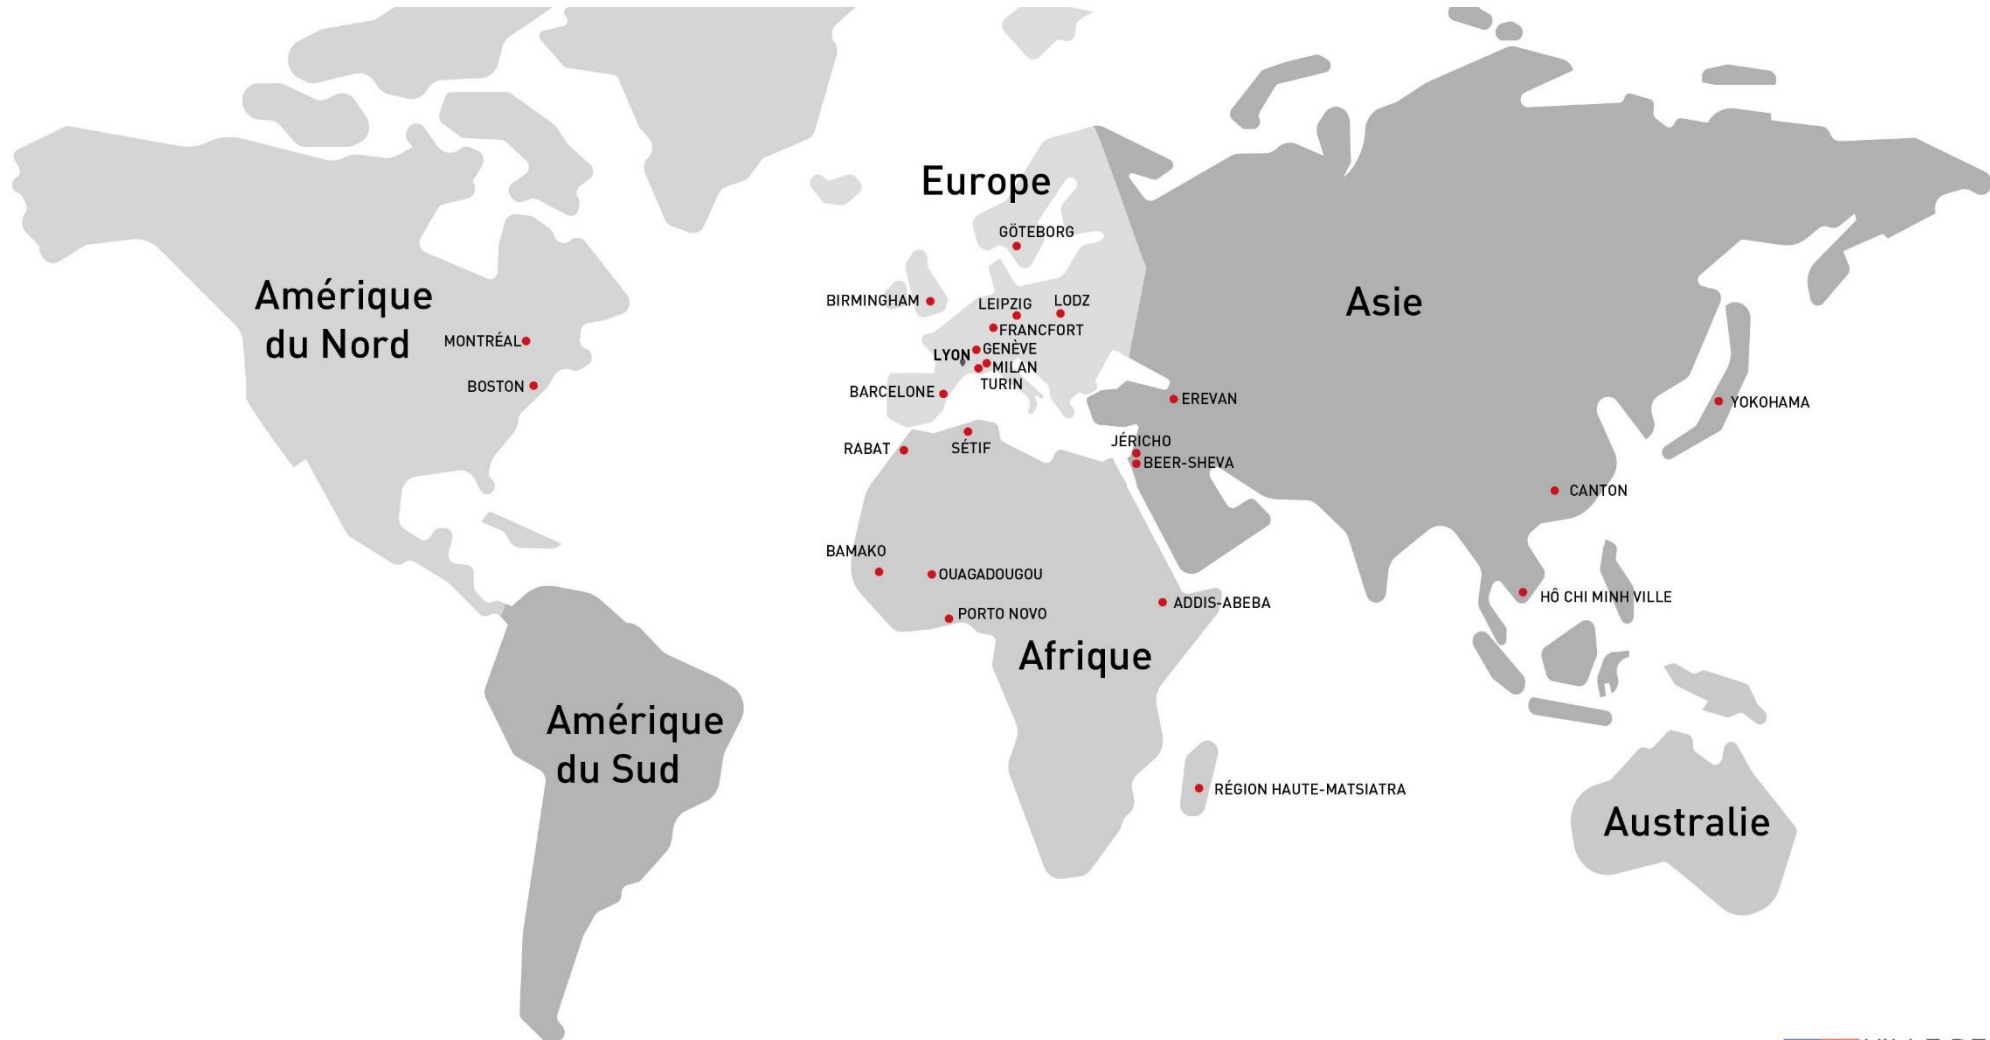 Europe
GÖTEBORG
Amérique
du Nord
BIRMINGHAM
LEIPZIG
LODZ
FRANCFORT
Asie
MONTRÉAL
LYON
GENÈVE
MILAN
TURIN
BOSTON
BARCELONE
EREVAN
YOKOHAMA
RABAT
SÉTIF
JÉRICHO
BEER-SHEVA
CANTON
BAMAKO
OUAGADOUGOU
PORTO NOVO
ADDIS-ABEBA
HÔ CHI MINH VILLE
Afrique
Amérique
du Sud
RÉGION HAUTE-MATSIATRA
Australie